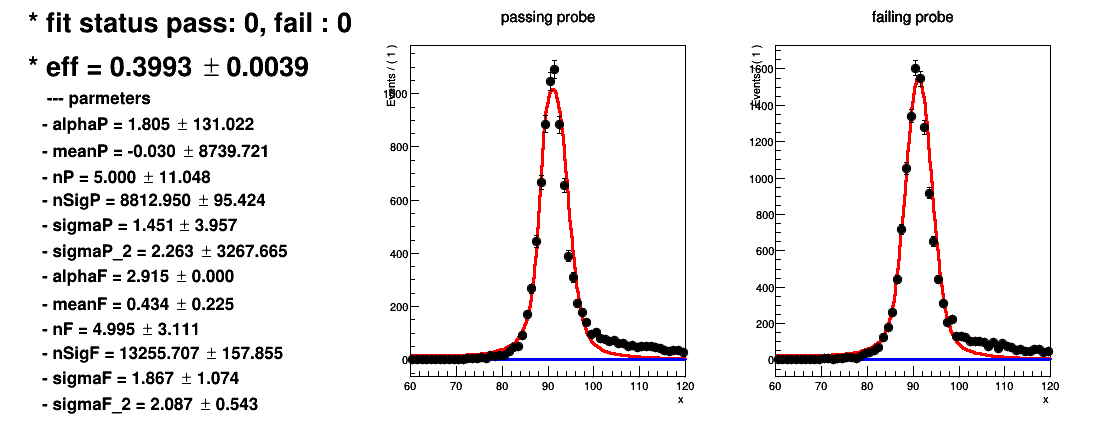 * fit status pass: 0, fail : 0
* eff = 0.3993 ± 0.0039
--- parmeters
- alphaP = 1.805 ± 131.022
- meanP = -0.030 ± 8739.721
- nP = 5.000 ± 11.048
- nSigP = 8812.950 ± 95.424
- sigmaP = 1.451 ± 3.957
- sigmaP_2 = 2.263 ± 3267.665
- alphaF = 2.915 ± 0.000
- meanF = 0.434 ± 0.225
- nF = 4.995 ± 3.111
- nSigF = 13255.707 ± 157.855
- sigmaF = 1.867 ± 1.074
- sigmaF_2 = 2.087 ± 0.543
passing probe
Events / ( 1 )
1000
800
600
400
200
0
60 70 80 90 100 110 120
x
failing probe
Events / ( 1 )
1600
1400
1200
1000
800
600
400
200
0
60 70 80 90 100 110 120
x